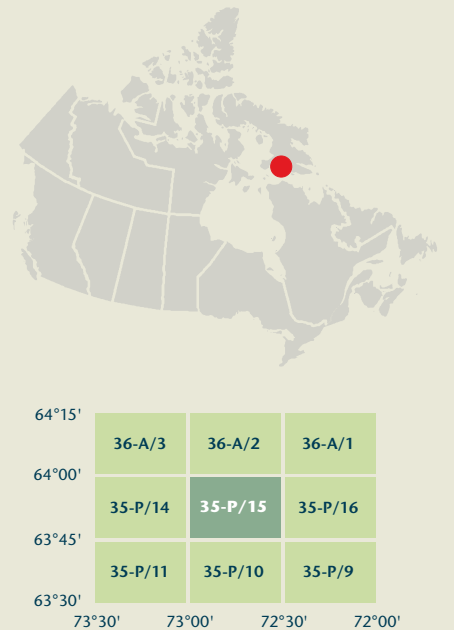 64°15'
36-A/3 36-A/2 36-A/1
64°00'
35-P/14 35-P/15 35-P/16
63°45'
35-P/11 35-P/10 35-P/9
63°30'
73°30' 73°00' 72°30' 72°00'